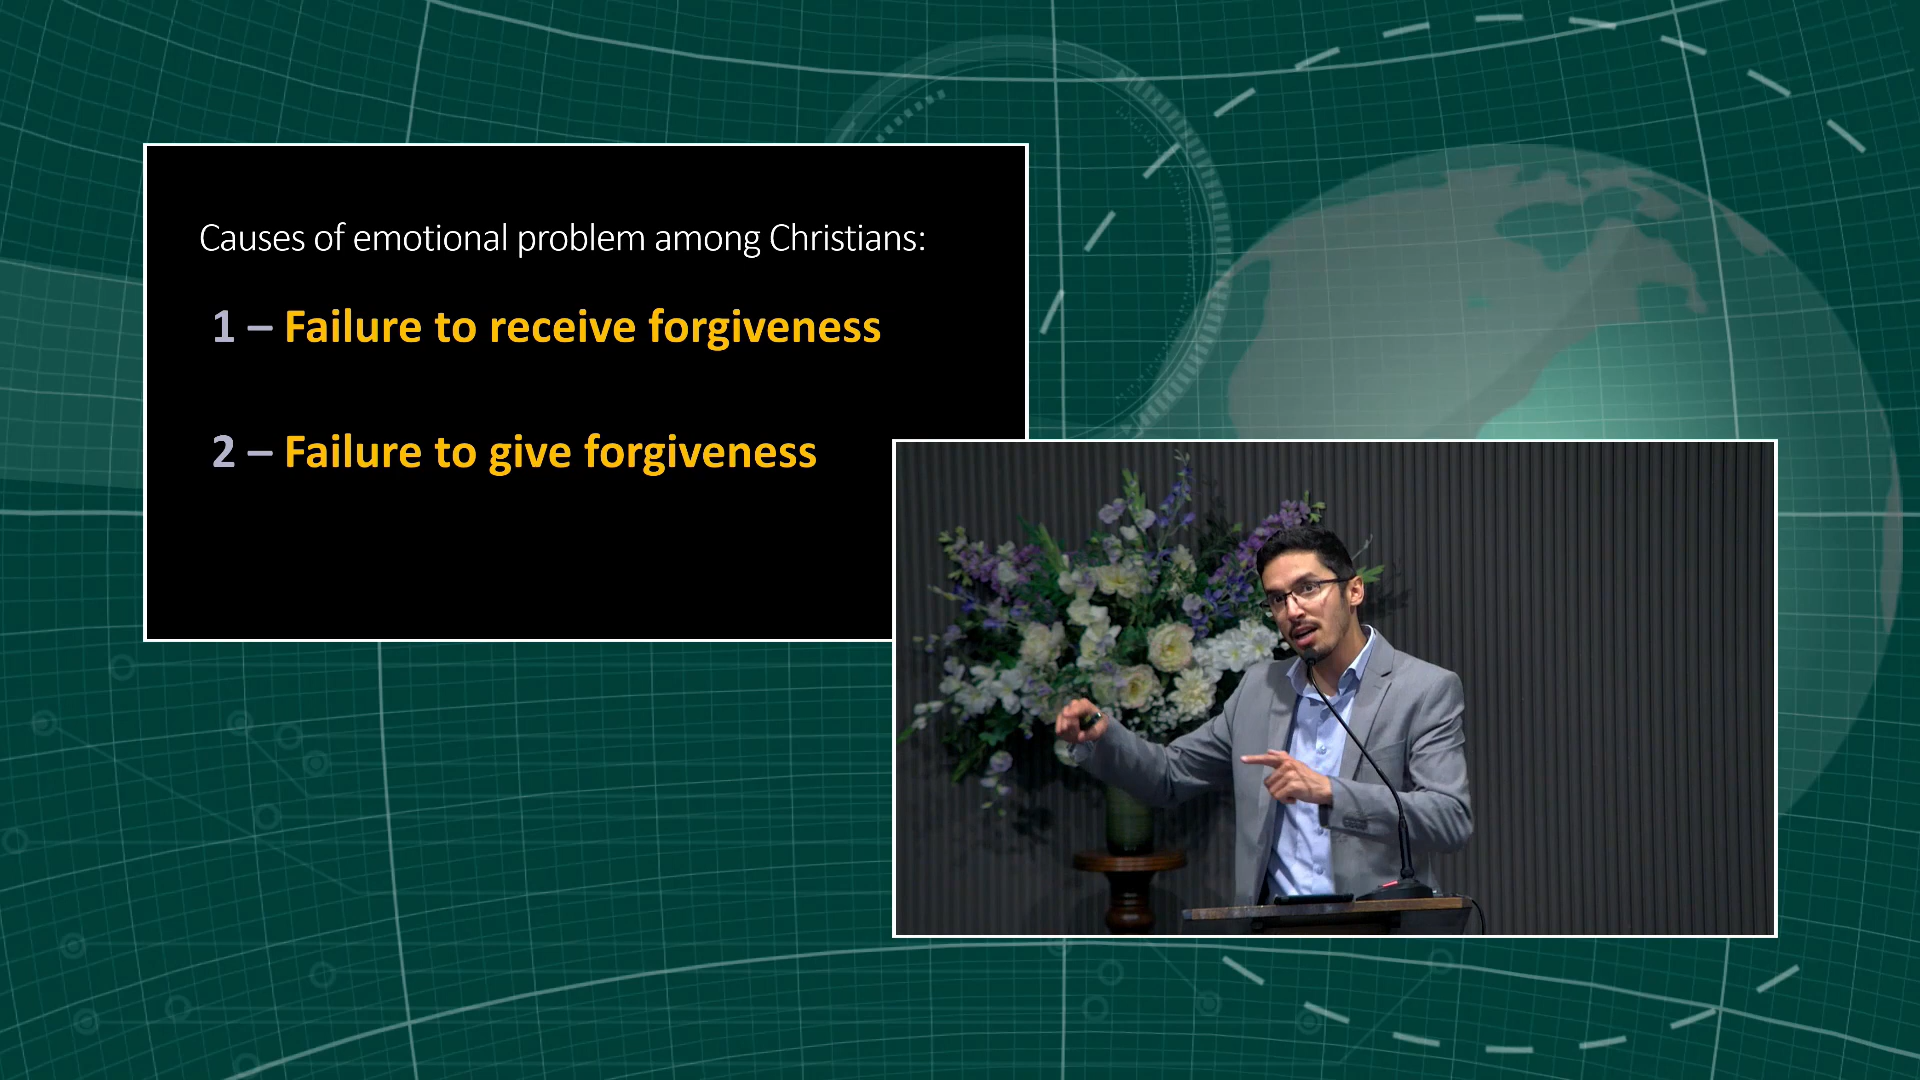 Causes of emotional problem among Christians:
1 – Failure to receive forgiveness
2 – Failure to give forgiveness